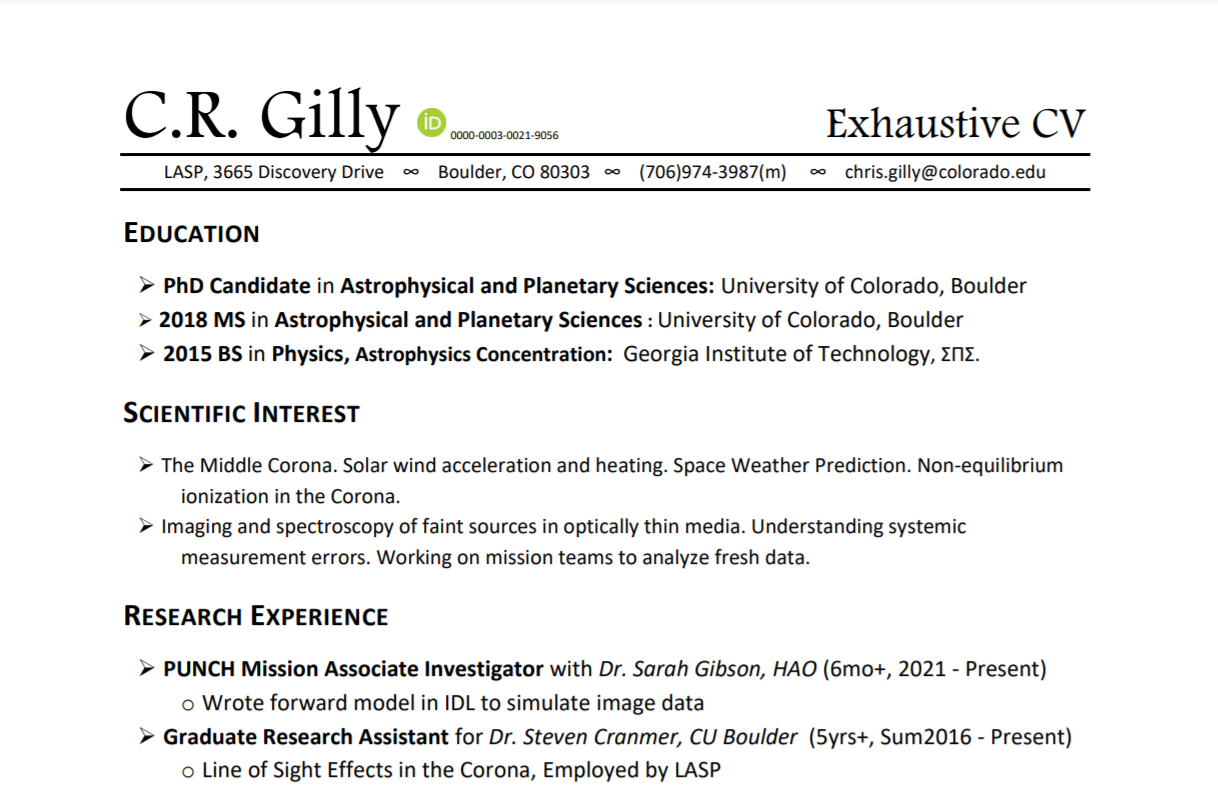 C.R. Gilly iD 0000-0003-0021-9056 Exhaustive CV
LASP, 3665 Discovery Drive ∞ Boulder, CO 80303 ∞ (706)974-3987(m) ∞ chris.gilly@colorado.edu
EDUCATION
➢ PhD Candidate in Astrophysical and Planetary Sciences: University of Colorado, Boulder
➢ 2018 MS in Astrophysical and Planetary Sciences : University of Colorado, Boulder
➢ 2015 BS in Physics, Astrophysics Concentration: Georgia Institute of Technology, ΣΠΣ.
SCIENTIFIC INTEREST
➢ The Middle Corona. Solar wind acceleration and heating. Space Weather Prediction. Non-equilibrium
ionization in the Corona.
➢ Imaging and spectroscopy of faint sources in optically thin media. Understanding systemic
measurement errors. Working on mission teams to analyze fresh data.
RESEARCH EXPERIENCE
➢ PUNCH Mission Associate Investigator with Dr. Sarah Gibson, HAO (6mo+, 2021 - Present)
o Wrote forward model in IDL to simulate image data
➢ Graduate Research Assistant for Dr. Steven Cranmer, CU Boulder (5yrs+, Sum2016 - Present)
o Line of Sight Effects in the Corona, Employed by LASP